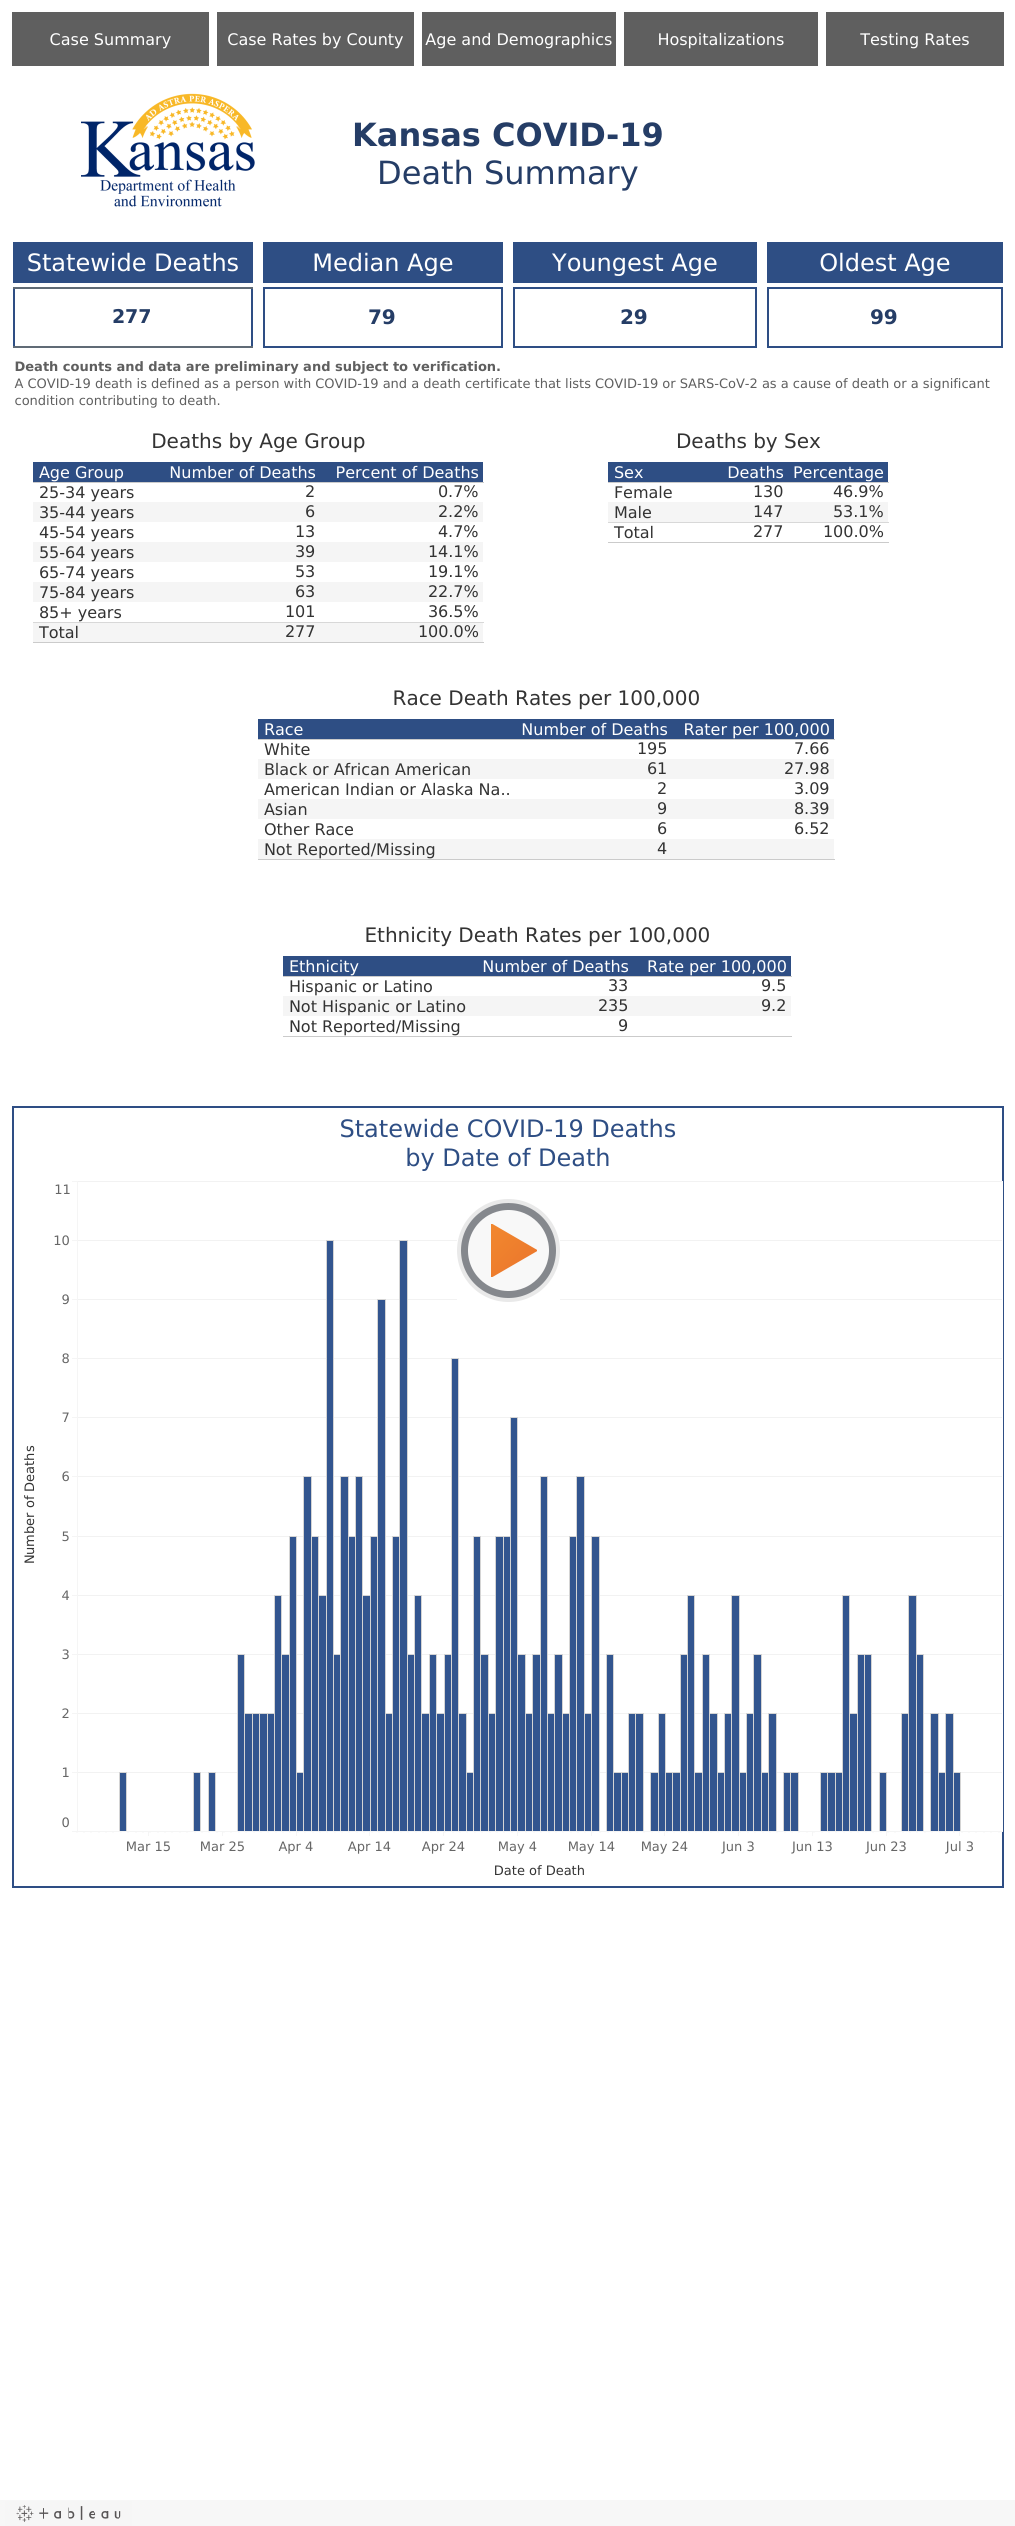 Case Summary Case Rates by County Age and Demographics Hospitalizations Testing Rates
AD ASTRA PER ASPERA
Kansas
Department of Health
and Environment
Kansas COVID-19
Death Summary
Statewide Deaths Median Age Youngest Age Oldest Age
277 79 29 99
Death counts and data are preliminary and subject to verification.
A COVID-19 death is defined as a person with COVID-19 and a death certificate that lists COVID-19 or SARS-CoV-2 as a cause of death or a significant
condition contributing to death.
Deaths by Age Group
Age Group Number of Deaths Percent of Deaths
25-34 years 2 0.7%
35-44 years 6 2.2%
45-54 years 13 4.7%
55-64 years 39 14.1%
65-74 years 53 19.1%
75-84 years 63 22.7%
85+ years 101 36.5%
Total 277 100.0%
Deaths by Sex
Sex Deaths Percentage
Female 130 46.9%
Male 147 53.1%
Total 277 100.0%
Race Death Rates per 100,000
Race Number of Deaths Rater per 100,000
White 195 7.66
Black or African American 61 27.98
American Indian or Alaska Na.. 2 3.09
Asian 9 8.39
Other Race 6 6.52
Not Reported/Missing 4
Ethnicity Death Rates per 100,000
Ethnicity Number of Deaths Rate per 100,000
Hispanic or Latino 33 9.5
Not Hispanic or Latino 235 9.2
Not Reported/Missing 9
Statewide COVID-19 Deaths
by Date of Death
11
10
9
8
7
6
5
4
3
2
1
0
Number of Deaths
Mar 15 Mar 25 Apr 4 Apr 14 Apr 24 May 4 May 14 May 24 Jun 3 Jun 13 Jun 23 Jul 3
Date of Death
+ableau